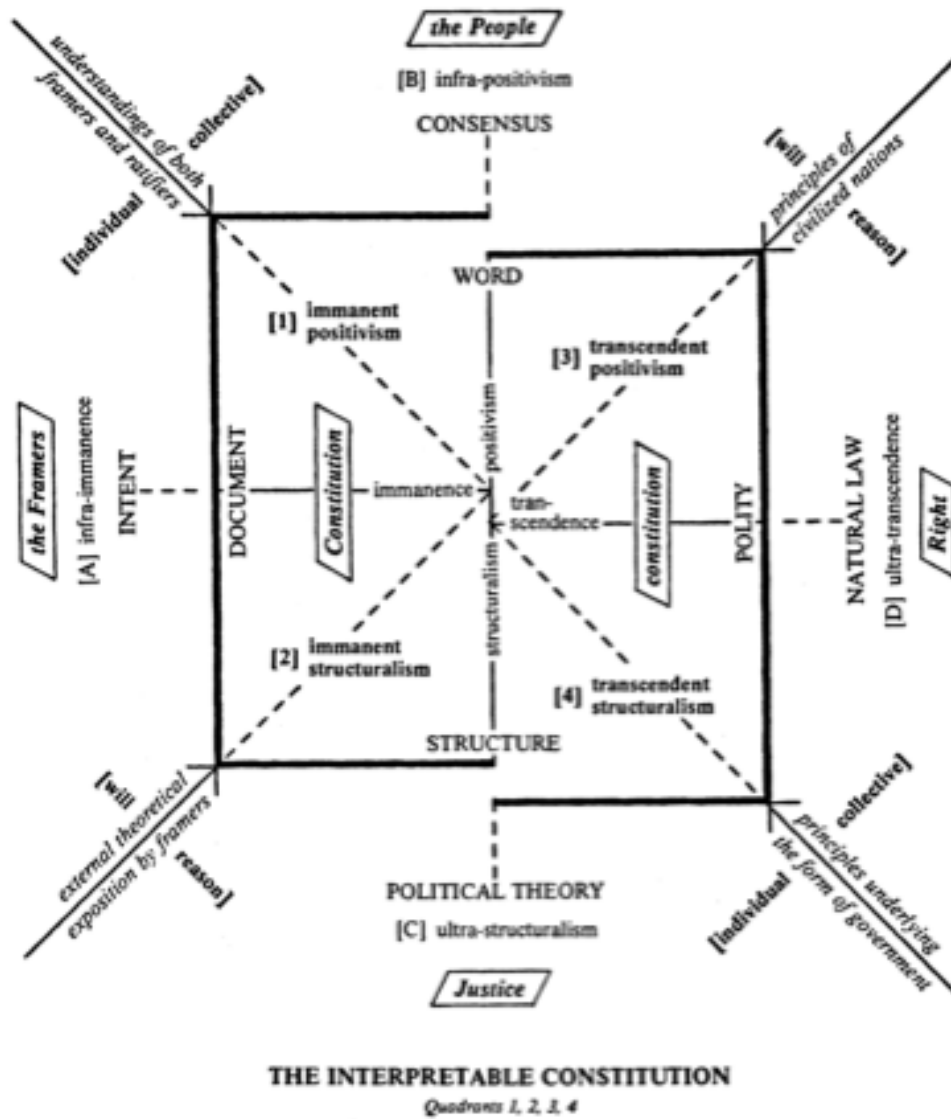 the People
[B] infra-positivism
CONSENSUS
understandings of both
framers and ratifiers
collective]
[individual
[will
principles of
civilized nations
reason]
WORD
[1] immanent
positivism
[3] transcendent
positivism
the Framers
[A] infra-immanence
INTENT
DOCUMENT
Constitution
immanence
positivism
structuralism
tran-
scendence
constitution
POLITY
NATURAL LAW
[D] ultra-transcendence
Right
[2] immanent
structuralism
[4] transcendent
structuralism
STRUCTURE
[will
external theoretical
exposition by framers
reason]
collective]
principles underlying
the form of government
[individual
POLITICAL THEORY
[C] ultra-structuralism
Justice
THE INTERPRETABLE CONSTITUTION
Quadrants 1, 2, 3, 4